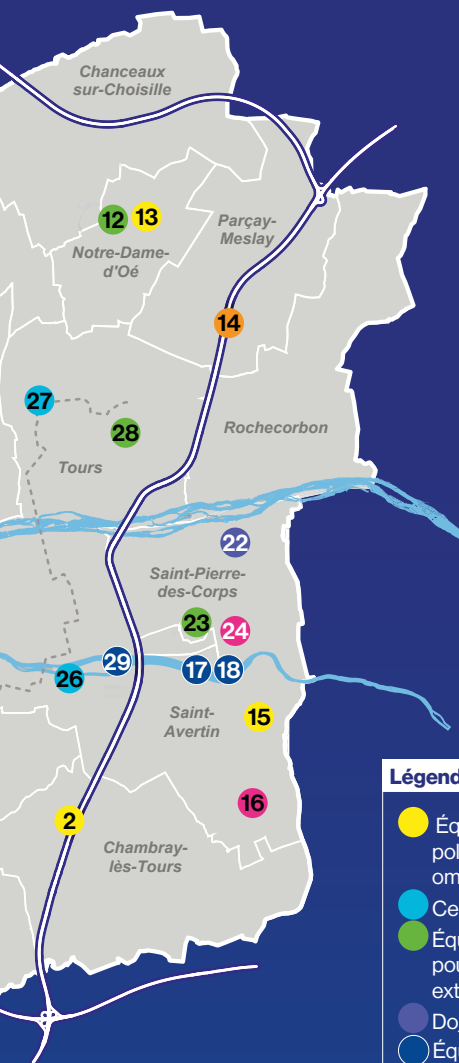 Chanceaux
sur-Choisille
12 13
Notre-Dame-
d'Oé
Parçay-
Meslay
14
27
28
Rochecorbon
Tours
22
Saint-Pierre-
des-Corps
23 24
29 17 18
26
15
Saint-
Avertin
16
2
Chambray-
lès-Tours
Légend
Éq
pol
om
Ce
Équ
pou
ext
Do
Équ